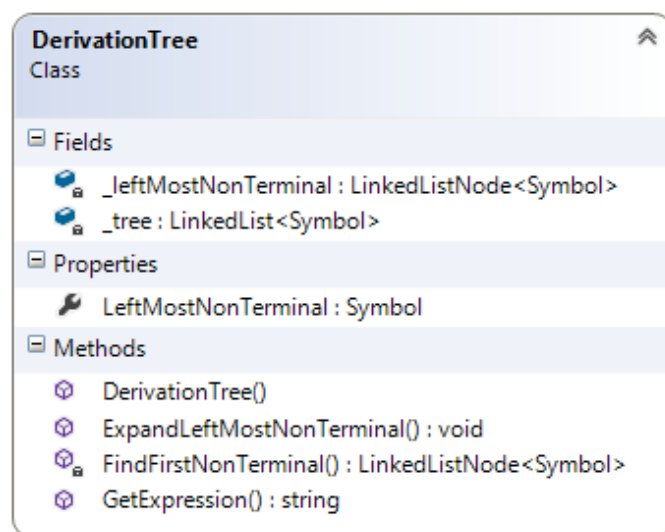 DerivationTree
Class
Fields
_leftMostNonTerminal : LinkedListNode<Symbol>
_tree : LinkedList<Symbol>
Properties
LeftMostNonTerminal : Symbol
Methods
DerivationTree()
ExpandLeftMostNonTerminal() : void
FindFirstNonTerminal() : LinkedListNode<Symbol>
GetExpression() : string